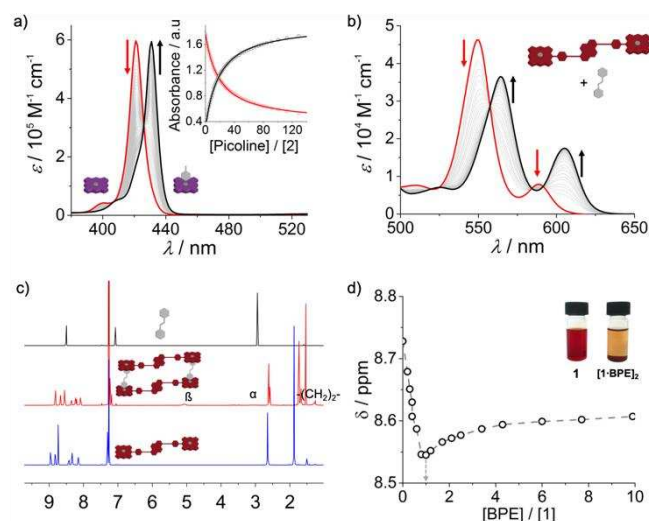 a)
ε / 10⁵ M⁻¹ cm⁻¹
6
5
4
3
2
1
0
400 440 480 520
λ / nm
Absorbance / a.u
1.6
1.2
0.8
0.4
0 40 80 120
[Picoline] / [2]
b)
ε / 10⁴ M⁻¹ cm⁻¹
5
4
3
2
1
0
500 550 600 650
λ / nm
+
c)
ß α -(CH₂)₂-
9 8 7 6 5 4 3 2
d)
δ / ppm
8.8
8.7
8.6
8.5
0 2 4 6 8 10
[BPE] / [1]
1 [1·BPE]₂